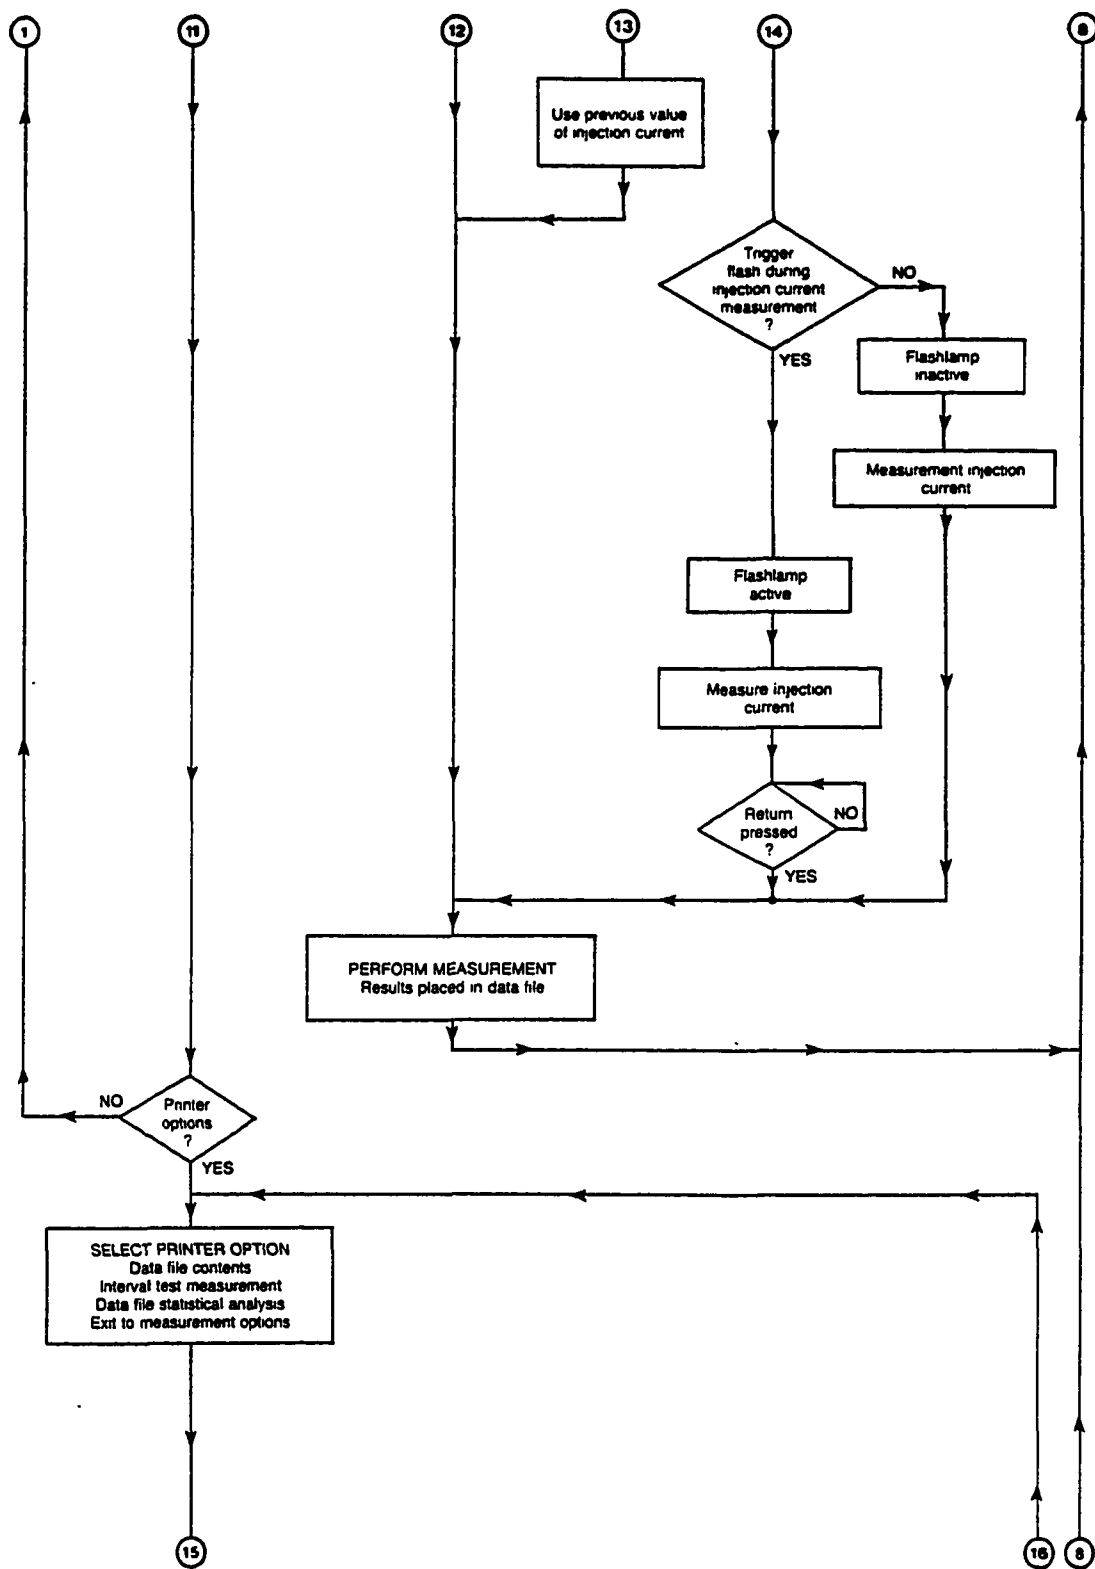 1
11
12
13
14
8
Use previous value
of injection current
Trigger
flash during
injection current
measurement
?
NO
YES
Flashlamp
inactive
Measurement injection
current
Flashlamp
active
Measure injection
current
Return
pressed
?
NO
YES
PERFORM MEASUREMENT
Results placed in data file
Printer
options
?
NO
YES
SELECT PRINTER OPTION
Data file contents
Interval test measurement
Data file statistical analysis
Exit to measurement options
15
16
8